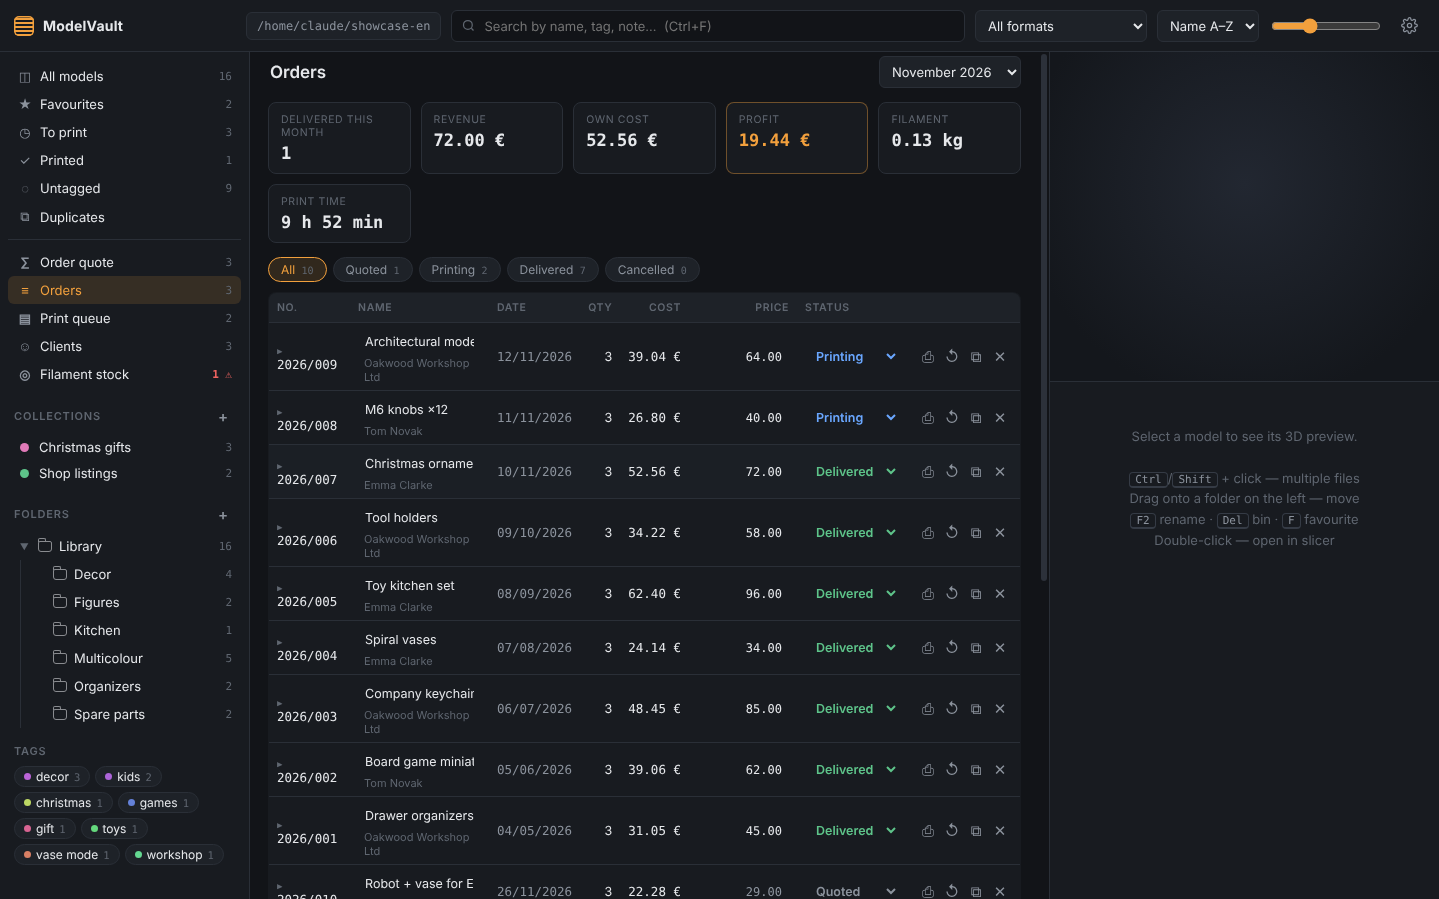 ModelVault
/home/claude/showcase-en
Search by name, tag, note... (Ctrl+F)
All formats
Name A–Z
All models 16
Favourites 2
To print 3
Printed 1
Untagged 9
Duplicates
Order quote 3
Orders 3
Print queue 2
Clients 3
Filament stock 1 ⚠
COLLECTIONS +
Christmas gifts 3
Shop listings 2
FOLDERS +
Library 16
Decor 4
Figures 2
Kitchen 1
Multicolour 5
Organizers 2
Spare parts 2
TAGS
decor 3 kids 2
christmas 1 games 1
gift 1 toys 1
vase mode 1 workshop 1
Orders
November 2026
DELIVERED THIS MONTH
1
REVENUE
72.00 €
OWN COST
52.56 €
PROFIT
19.44 €
FILAMENT
0.13 kg
PRINT TIME
9 h 52 min
All 10 Quoted 1 Printing 2 Delivered 7 Cancelled 0
NO. NAME DATE QTY COST PRICE STATUS
2026/009 Architectural mode 12/11/2026 3 39.04 € 64.00 Printing
Oakwood Workshop
Ltd
2026/008 M6 knobs ×12 11/11/2026 3 26.80 € 40.00 Printing
Tom Novak
2026/007 Christmas orname 10/11/2026 3 52.56 € 72.00 Delivered
Emma Clarke
2026/006 Tool holders 09/10/2026 3 34.22 € 58.00 Delivered
Oakwood Workshop
Ltd
2026/005 Toy kitchen set 08/09/2026 3 62.40 € 96.00 Delivered
Emma Clarke
2026/004 Spiral vases 07/08/2026 3 24.14 € 34.00 Delivered
Emma Clarke
2026/003 Company keychain 06/07/2026 3 48.45 € 85.00 Delivered
Oakwood Workshop
Ltd
2026/002 Board game miniat 05/06/2026 3 39.06 € 62.00 Delivered
Tom Novak
2026/001 Drawer organizers 04/05/2026 3 31.05 € 45.00 Delivered
Oakwood Workshop
Ltd
2026/010 Robot + vase for E 26/11/2026 3 22.28 € 29.00 Quoted
Select a model to see its 3D preview.
Ctrl/Shift + click — multiple files
Drag onto a folder on the left — move
F2 rename · Del bin · F favourite
Double-click — open in slicer